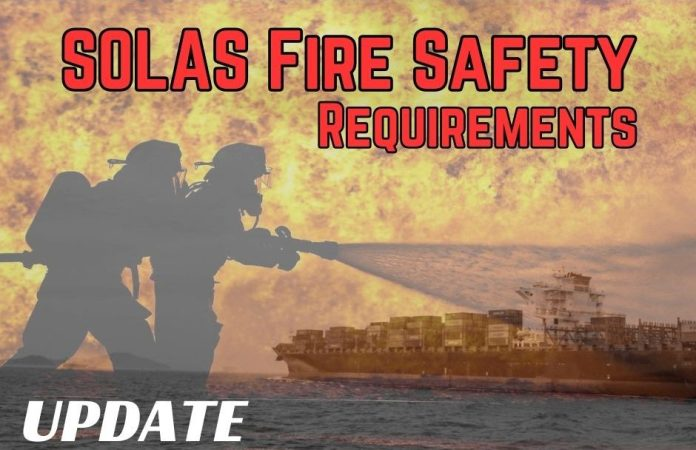 SOLAS FIRE SAFETY
REQUIREMENTS
UPDATE